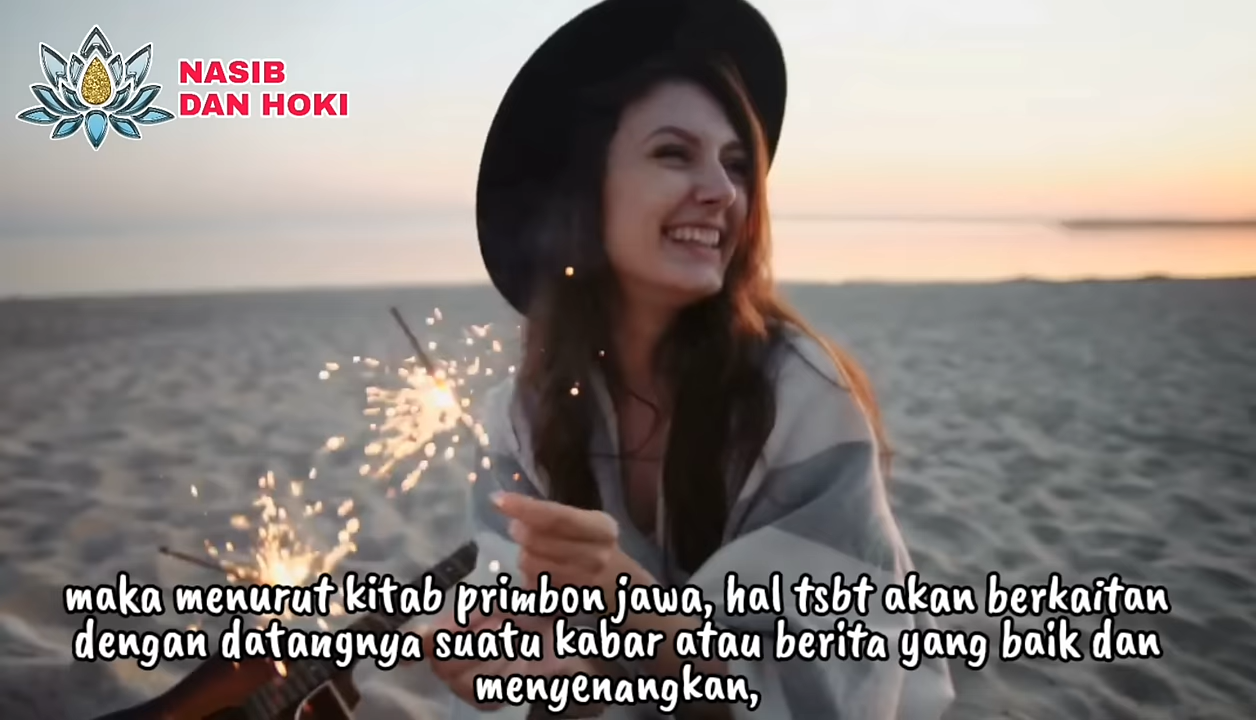 NASIB
DAN HOKI
maka menurut kitab primbon jawa, hal tsbt akan berkaitan
dengan datangnya suatu kabar atau berita yang baik dan
menyenangkan,